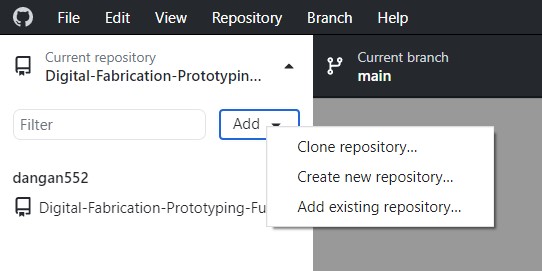 File Edit View Repository Branch Help
Current repository
Digital-Fabrication-Prototypin...
Current branch
main
Filter
Add
Clone repository...
Create new repository...
Add existing repository...
dangan552
Digital-Fabrication-Prototyping-Fu